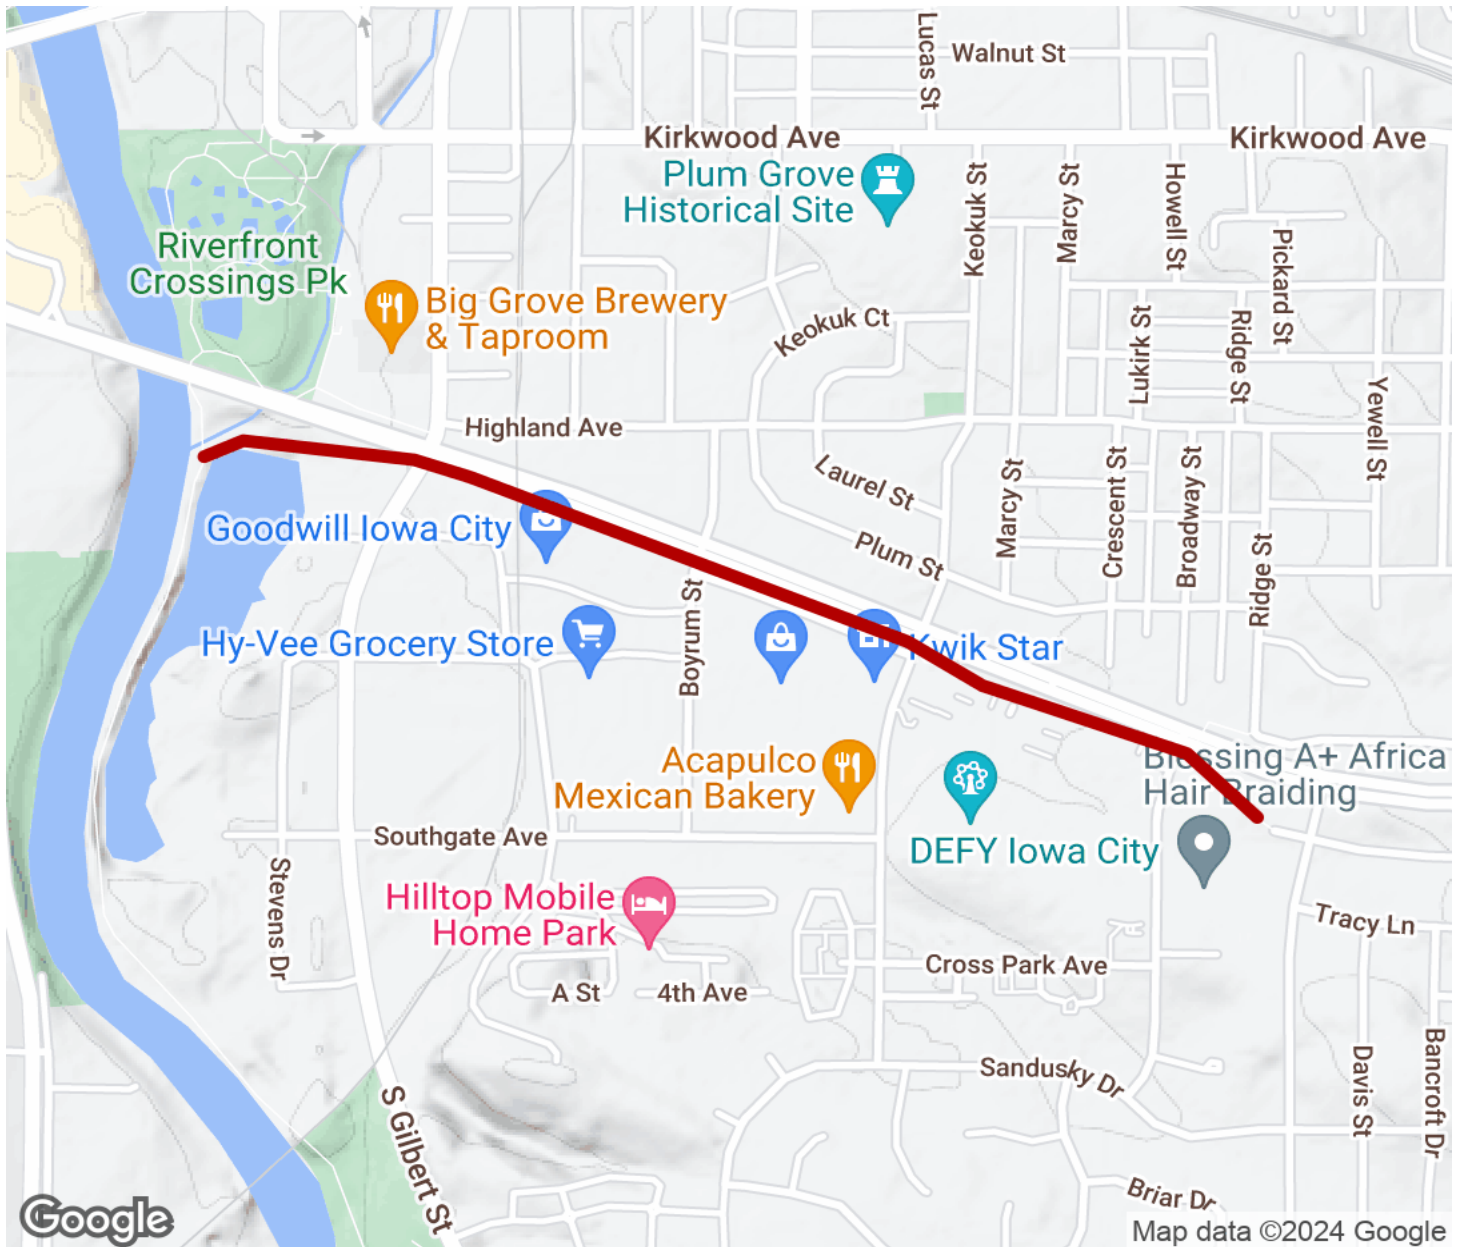 Lucas St
Walnut St
Kirkwood Ave
Kirkwood Ave
Plum Grove
Historical Site
Keokuk St
Marcy St
Howell St
Pickard St
Riverfront
Crossings Pk
Big Grove Brewery
& Taproom
Keokuk Ct
Lukirk St
Ridge St
Yewell St
Highland Ave
Laurel St
Marcy St
Crescent St
Broadway St
Goodwill Iowa City
Plum St
Ridge St
Hy-Vee Grocery Store
Boyrum St
Kwik Star
Acapulco
Mexican Bakery
Blessing A+ Africa
Hair Braiding
Southgate Ave
DEFY Iowa City
Stevens Dr
Hilltop Mobile
Home Park
Tracy Ln
Cross Park Ave
A St
4th Ave
Sandusky Dr
Davis St
Bancroft Dr
S Gilbert St
Briar Dr
Google
Map data ©2024 Google